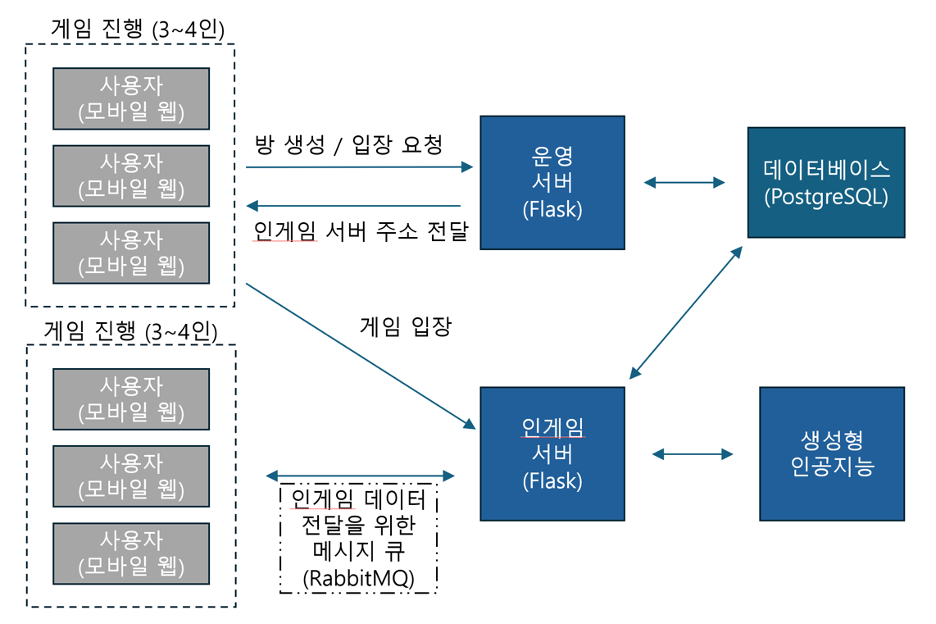 게임 진행 (3~4인)
사용자
(모바일 웹)
사용자
(모바일 웹)
사용자
(모바일 웹)
방 생성 / 입장 요청
인게임 서버 주소 전달
운영
서버
(Flask)
데이터베이스
(PostgreSQL)
게임 입장
게임 진행 (3~4인)
사용자
(모바일 웹)
사용자
(모바일 웹)
사용자
(모바일 웹)
인게임 데이터
전달을 위한
메시지 큐
(RabbitMQ)
인게임
서버
(Flask)
생성형
인공지능